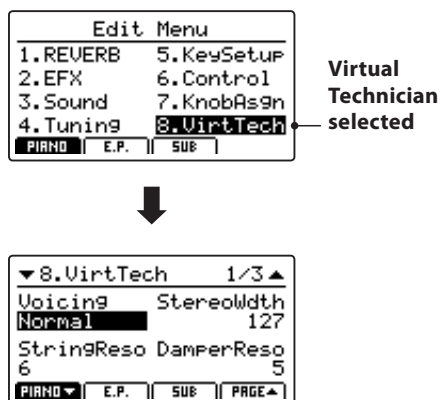 Edit Menu
1.REVERB 5.KeySetup
2.EFX 6.Control
3.Sound 7.KnobAsgn
4.Tuning 8.VirtTech
PIANO E.P. SUB
Virtual
Technician
selected
▼8.VirtTech 1/3▲
Voicing StereoWdth
Normal 127
StringReso DamperReso
6 5
PIANO▼ E.P. SUB PAGE▲